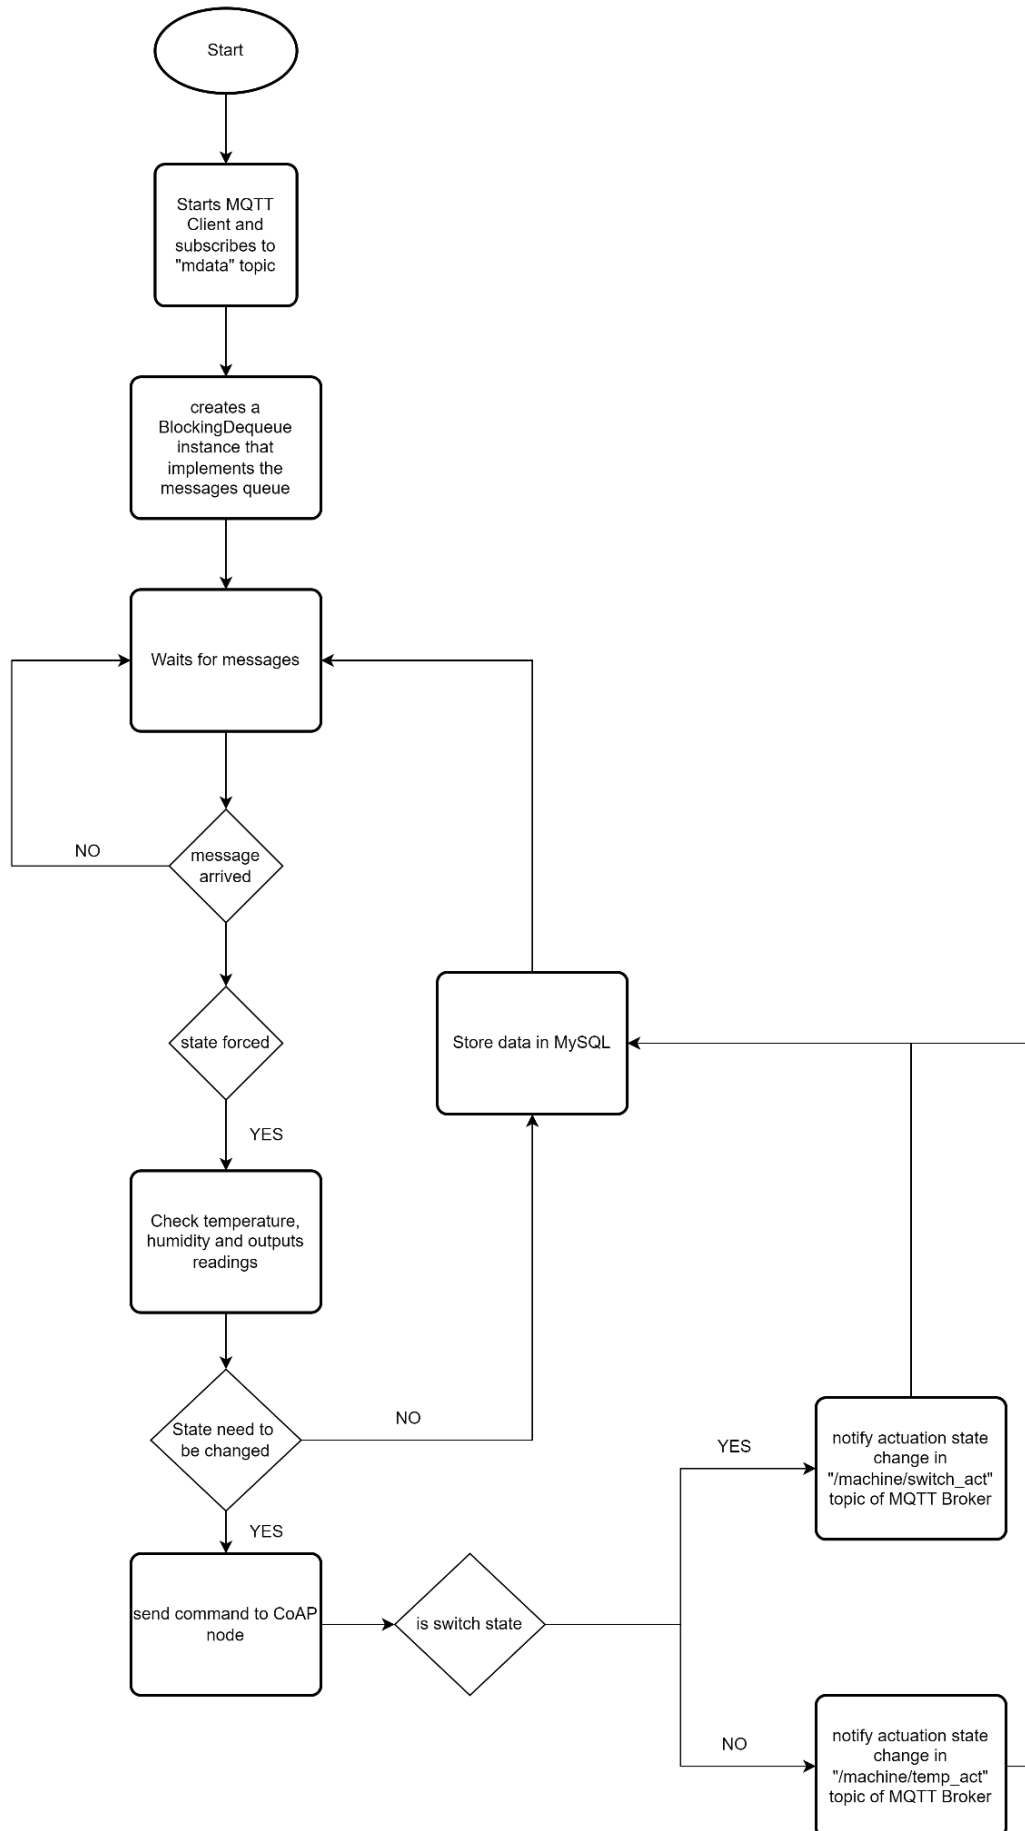 Start
Starts MQTT
Client and
subscribes to
"mdata" topic
creates a
BlockingDequeue
instance that
implements the
messages queue
Waits for messages
NO
message
arrived
state forced
Store data in MySQL
YES
Check temperature,
humidity and outputs
readings
State need to
be changed
NO
YES
notify actuation state
change in
"/machine/switch_act"
topic of MQTT Broker
YES
send command to CoAP
node
is switch state
NO
notify actuation state
change in
"/machine/temp_act"
topic of MQTT Broker